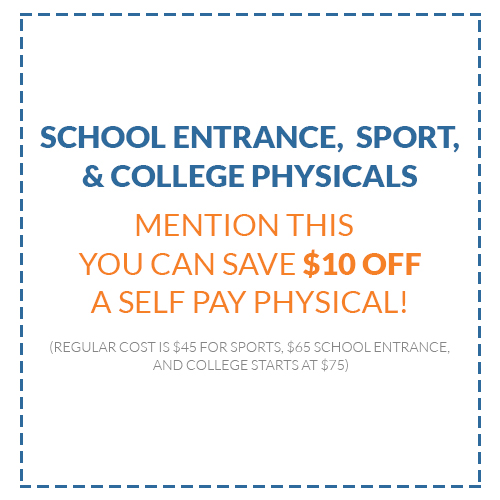 SCHOOL ENTRANCE, SPORT,
& COLLEGE PHYSICALS
MENTION THIS
YOU CAN SAVE $10 OFF
A SELF PAY PHYSICAL!
(REGULAR COST IS $45 FOR SPORTS, $65 SCHOOL ENTRANCE,
AND COLLEGE STARTS AT $75)